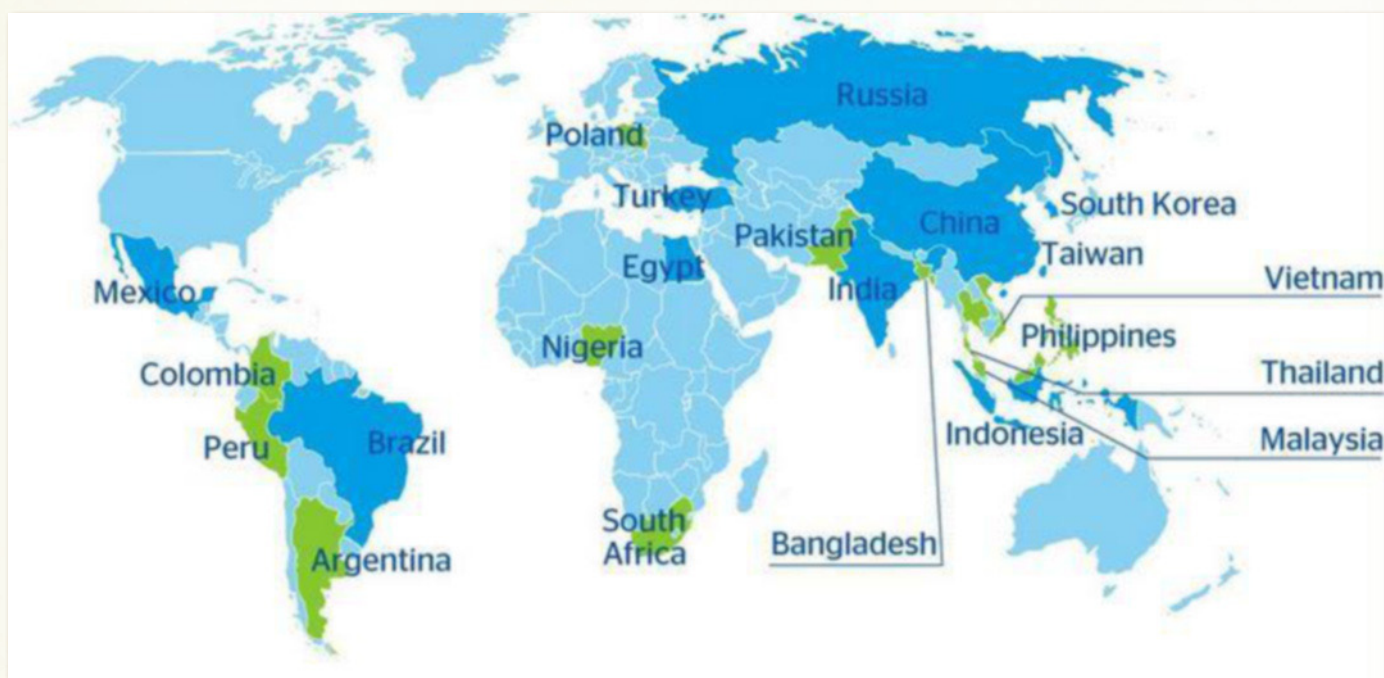 Russia
Poland
Turkey
China
South Korea
Pakistan
Taiwan
Egypt
Mexico
India
Vietnam
Philippines
Nigeria
Colombia
Thailand
Peru
Brazil
Indonesia
Malaysia
South
Africa
Bangladesh
Argentina